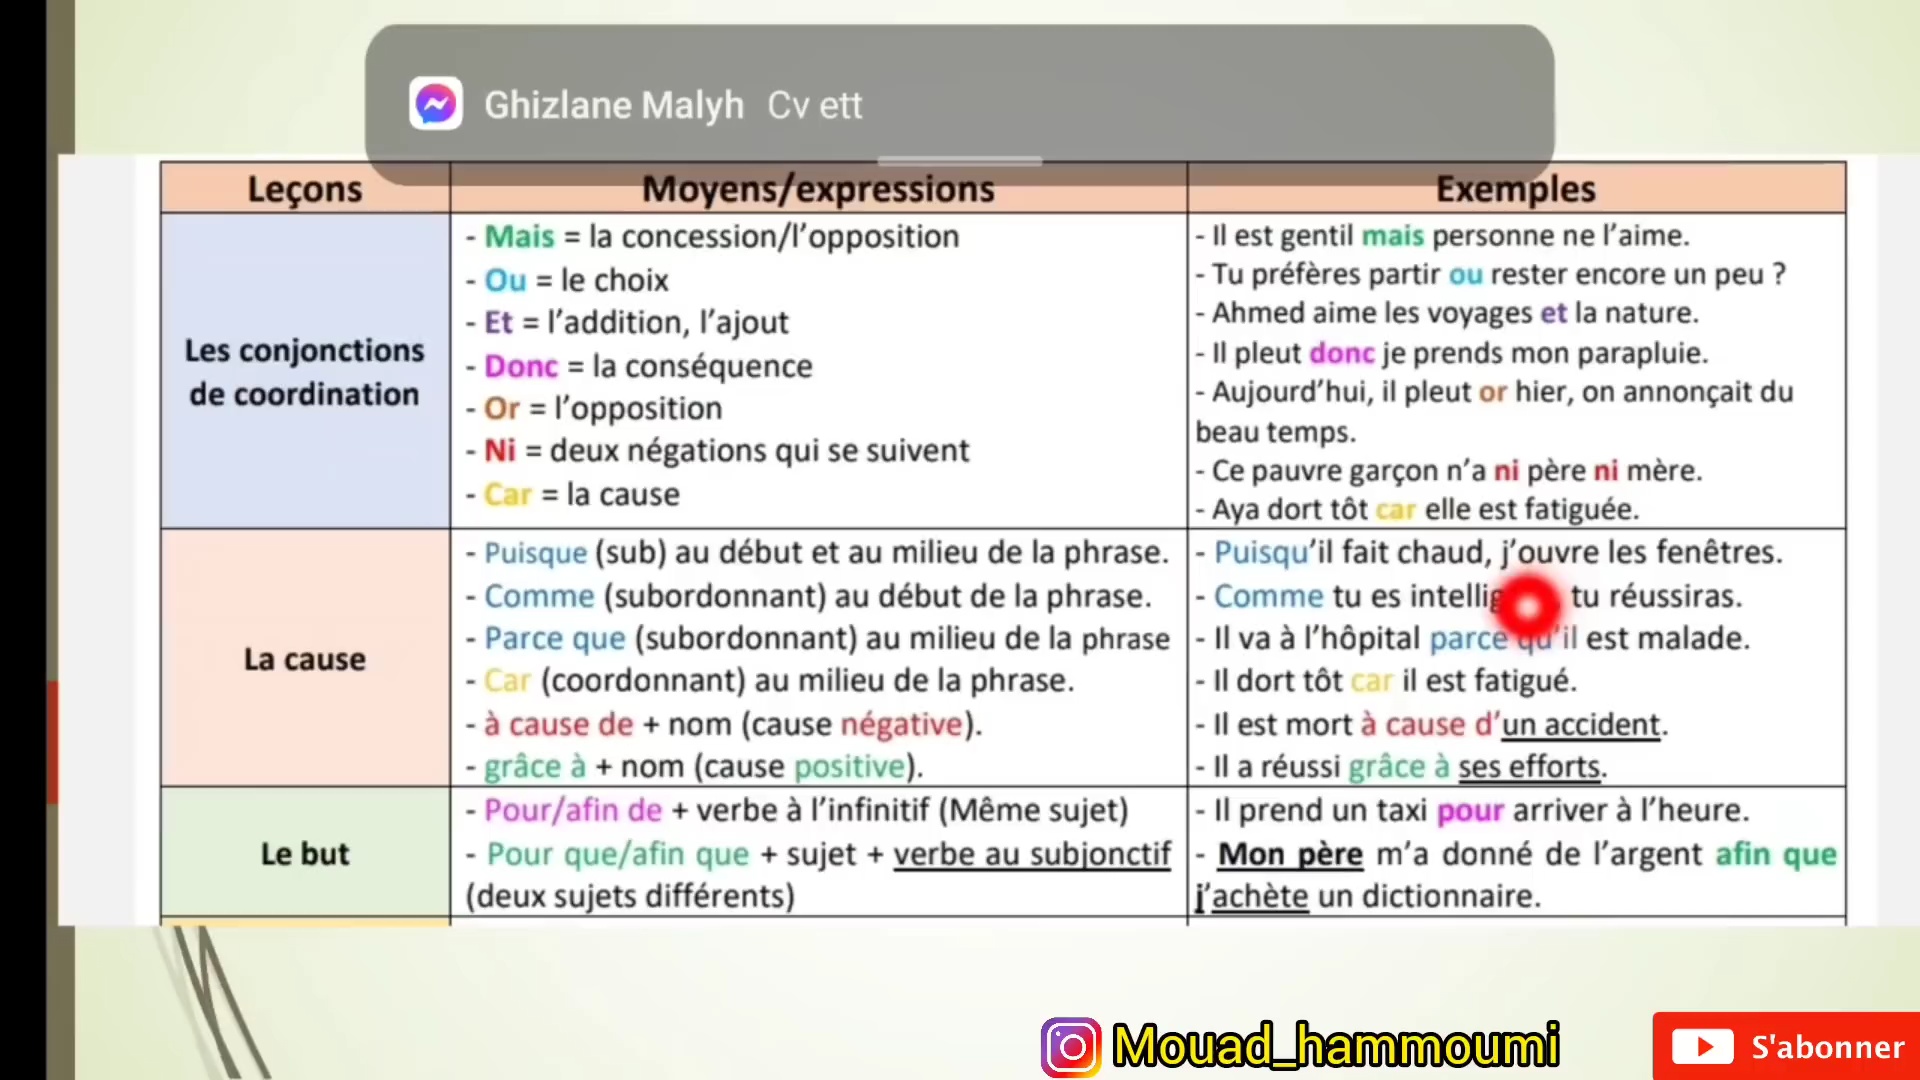 Ghizlane Malyh Cv ett
Leçons
Moyens/expressions
Exemples
Les conjonctions
de coordination
- Mais = la concession/l'opposition
- Ou = le choix
- Et = l'addition, l'ajout
- Donc = la conséquence
- Or = l'opposition
- Ni = deux négations qui se suivent
- Car = la cause
- Il est gentil mais personne ne l'aime.
- Tu préfères partir ou rester encore un peu ?
- Ahmed aime les voyages et la nature.
- Il pleut donc je prends mon parapluie.
- Aujourd'hui, il pleut or hier, on annonçait du
beau temps.
- Ce pauvre garçon n'a ni père ni mère.
- Aya dort tôt car elle est fatiguée.
La cause
- Puisque (sub) au début et au milieu de la phrase.
- Comme (subordonnant) au début de la phrase.
- Parce que (subordonnant) au milieu de la phrase
- Car (coordonnant) au milieu de la phrase.
- à cause de + nom (cause négative).
- grâce à + nom (cause positive).
- Puisqu'il fait chaud, j'ouvre les fenêtres.
- Comme tu es tu réussiras.
- Il va à l'hôpital parce qu'il est malade.
- Il dort tôt car il est fatigué.
- Il est mort à cause d'un accident.
- Il a réussi grâce à ses efforts.
Le but
- Pour/afin de + verbe à l'infinitif (Même sujet)
- Pour que/afin que + sujet + verbe au subjonctif
(deux sujets différents)
- Il prend un taxi pour arriver à l'heure.
- Mon père m'a donné de l'argent afin que
j'achète un dictionnaire.
Mouad_hammoumi
S'abonner